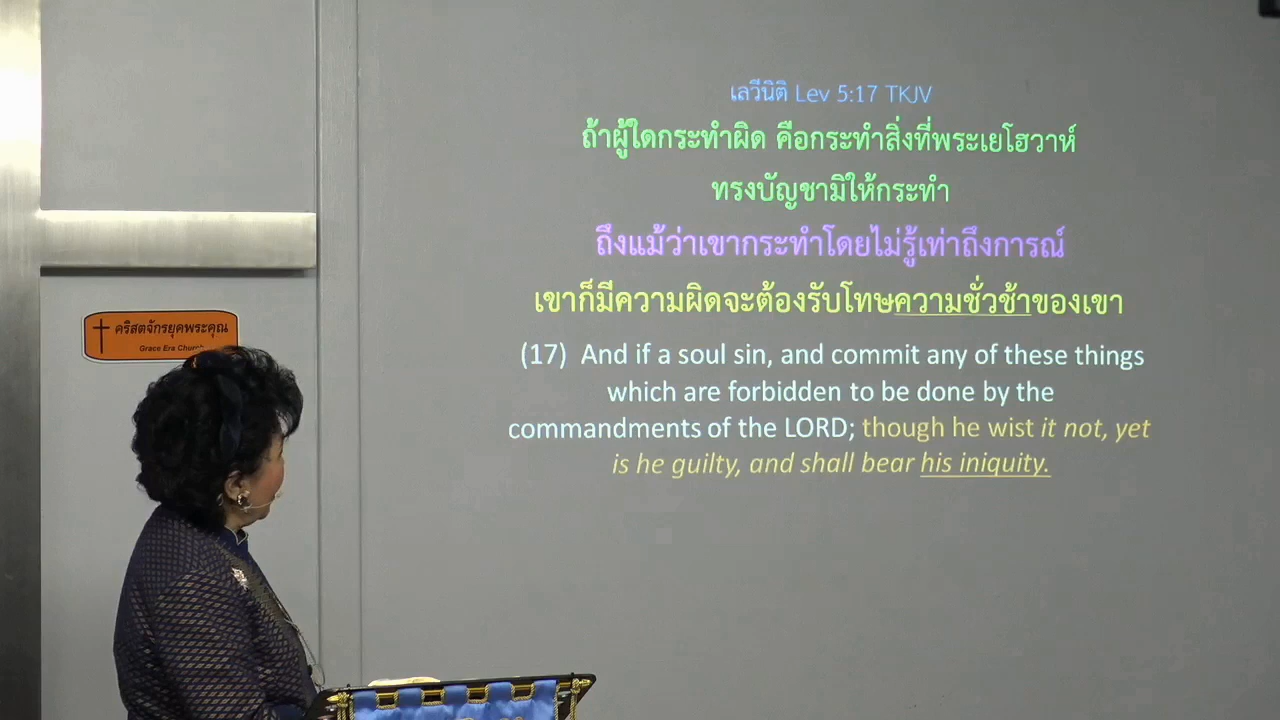 เลวีนิติ Lev 5:17 TKJV
ถ้าผู้ใดกระทำผิด คือกระทำสิ่งที่พระเยโฮวาห์
ทรงบัญชามิให้กระทำ
ถึงแม้ว่าเขากระทำโดยไม่รู้เท่าถึงการณ์
เขาก็มีความผิดจะต้องรับโทษความชั่วช้าของเขา
(17) And if a soul sin, and commit any of these things
which are forbidden to be done by the
commandments of the LORD; though he wist it not, yet
is he guilty, and shall bear his iniquity.
คริสตจักรยุคพระคุณ
Grace Era Church